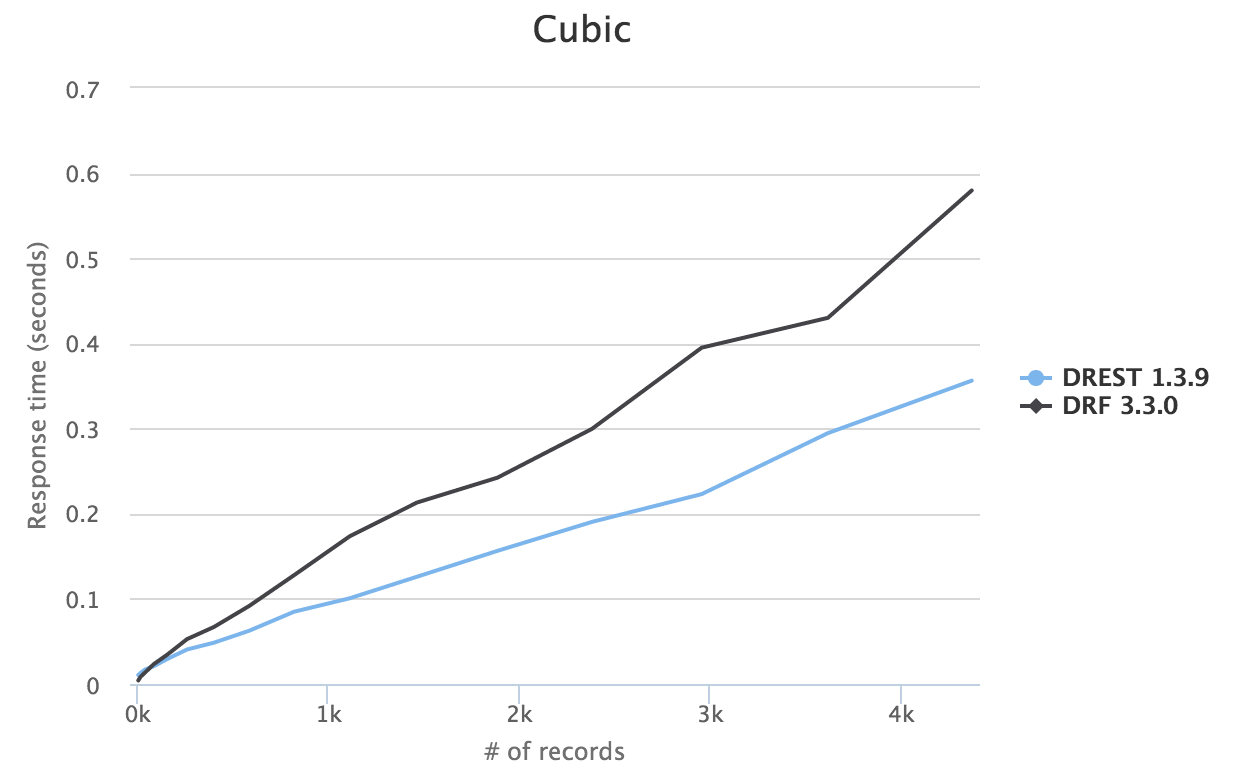 Cubic
0.7
0.6
0.5
0.4
0.3
0.2
0.1
0
Response time (seconds)
0k
1k
2k
3k
4k
# of records
DREST 1.3.9
DRF 3.3.0